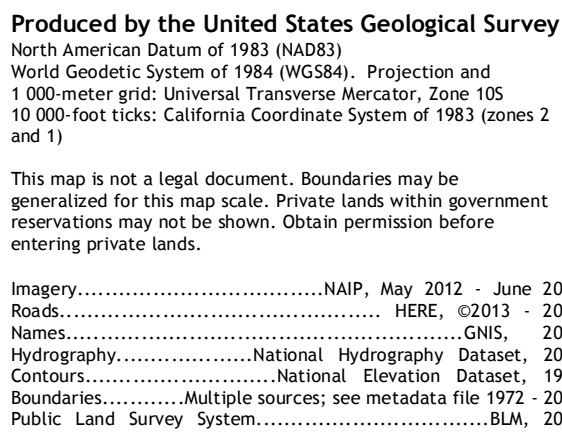 Produced by the United States Geological Survey
North American Datum of 1983 (NAD83)
World Geodetic System of 1984 (WGS84). Projection and
1 000-meter grid: Universal Transverse Mercator, Zone 10S
10 000-foot ticks: California Coordinate System of 1983 (zones 2
and 1)
This map is not a legal document. Boundaries may be
generalized for this map scale. Private lands within government
reservations may not be shown. Obtain permission before
entering private lands.
Imagery..................................NAIP, May 2012 - June 20
Roads............................................ HERE, ©2013 - 20
Names......................................................GNIS, 20
Hydrography...................National Hydrography Dataset, 20
Contours..........................National Elevation Dataset, 19
Boundaries...........Multiple sources; see metadata file 1972 - 20
Public Land Survey System...............................BLM, 20